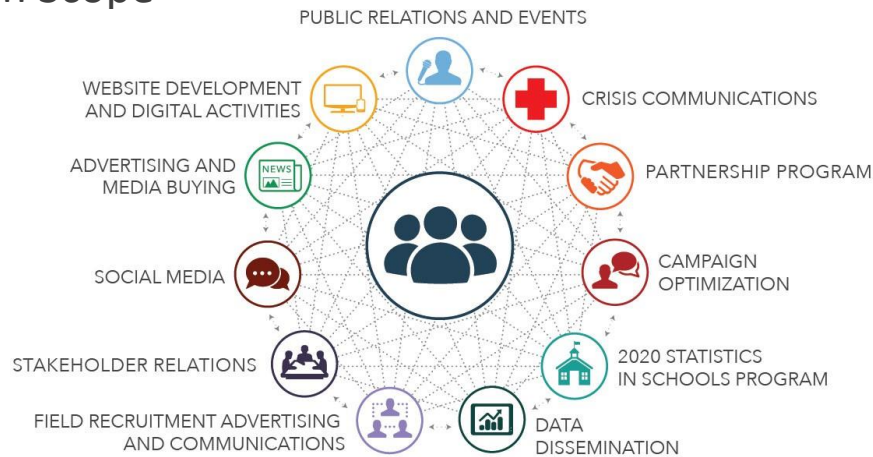 Scope
PUBLIC RELATIONS AND EVENTS
CRISIS COMMUNICATIONS
PARTNERSHIP PROGRAM
CAMPAIGN
OPTIMIZATION
2020 STATISTICS
IN SCHOOLS PROGRAM
DATA
DISSEMINATION
FIELD RECRUITMENT ADVERTISING
AND COMMUNICATIONS
STAKEHOLDER RELATIONS
SOCIAL MEDIA
ADVERTISING AND
MEDIA BUYING
NEWS
WEBSITE DEVELOPMENT
AND DIGITAL ACTIVITIES